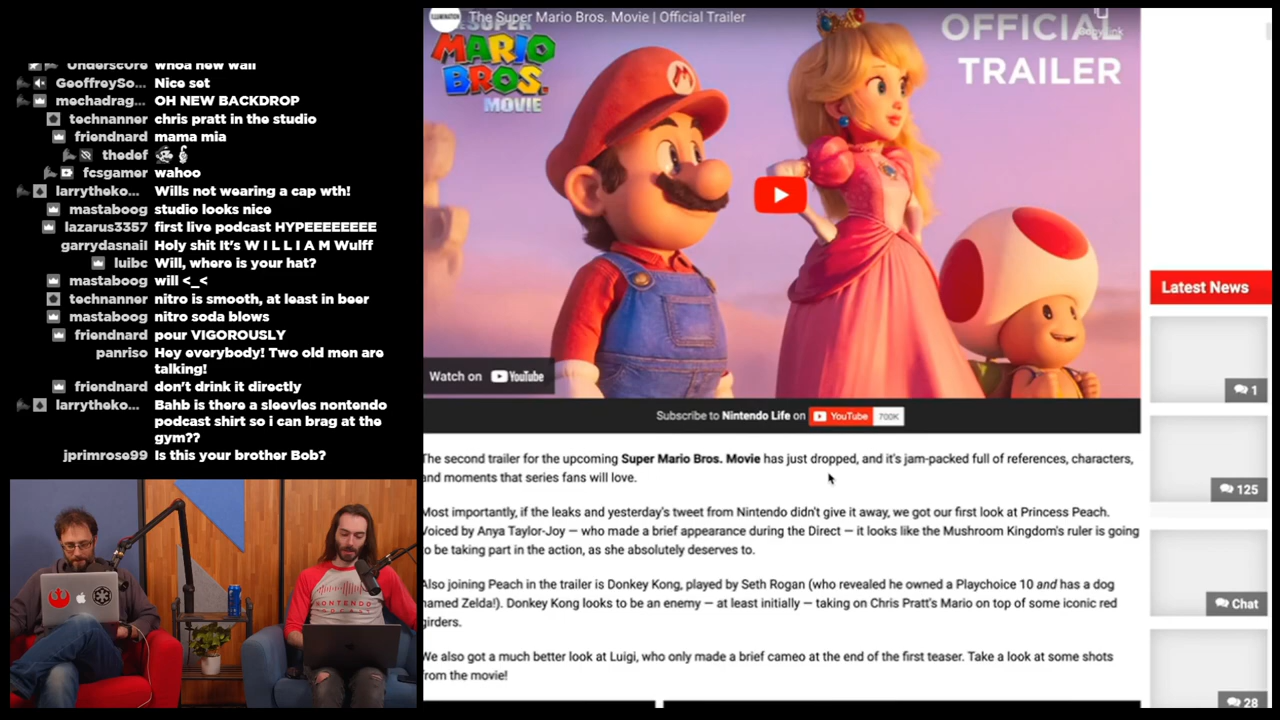 Underscore whoa new wall
GeoffreySo... Nice set
mechadrag... OH NEW BACKDROP
technanner chris pratt in the studio
friendnard mama mia
thedef
fcsgamer wahoo
larrytheko... Wills not wearing a cap wth!
mastaboog studio looks nice
lazarus3357 first live podcast HYPEEEEEEEE
garrydasnail Holy shit It's W I L L I A M Wulff
luibc Will, where is your hat?
mastaboog will <_<
technanner nitro is smooth, at least in beer
mastaboog nitro soda blows
friendnard pour VIGOROUSLY
panriso Hey everybody! Two old men are
talking!
friendnard don't drink it directly
larrytheko... Bahb is there a sleevles nontendo
podcast shirt so i can brag at the
gym??
jprimrose99 Is this your brother Bob?
NONTENDO
PODCAST
ILLUMINATION
The Super Mario Bros. Movie | Official Trailer
SUPER
MARIO
BROS.
MOVIE
OFFICIAL
TRAILER
Copy link
M
Watch on YouTube
Subscribe to Nintendo Life on YouTube 700K
The second trailer for the upcoming Super Mario Bros. Movie has just dropped, and it's jam-packed full of references, characters,
and moments that series fans will love.
Most importantly, if the leaks and yesterday's tweet from Nintendo didn't give it away, we got our first look at Princess Peach.
Voiced by Anya Taylor-Joy — who made a brief appearance during the Direct — it looks like the Mushroom Kingdom's ruler is going
to be taking part in the action, as she absolutely deserves to.
Also joining Peach in the trailer is Donkey Kong, played by Seth Rogan (who revealed he owned a Playchoice 10 and has a dog
named Zelda!). Donkey Kong looks to be an enemy — at least initially — taking on Chris Pratt's Mario on top of some iconic red
girders.
We also got a much better look at Luigi, who only made a brief cameo at the end of the first teaser. Take a look at some shots
from the movie!
Latest News
1
125
Chat
28